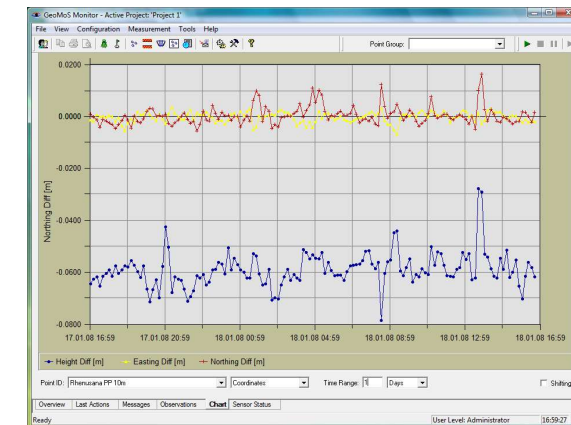 GeoMoS Monitor - Active Project: 'Project 1'
File View Configuration Measurement Tools Help
Point Group:
0.0200
0.0000
-0.0200
-0.0400
-0.0600
-0.0800
Northing Diff [m]
17.01.08 16:59 17.01.08 20:59 18.01.08 00:59 18.01.08 04:59 18.01.08 08:59 18.01.08 12:59 18.01.08 16:59
Height Diff [m] Easting Diff [m] Northing Diff [m]
Point ID: Rhenusana PP 10m Coordinates Time Range: 1 Days Shifting
Overview Last Actions Messages Observations Chart Sensor Status
Ready User Level: Administrator 16:59:27